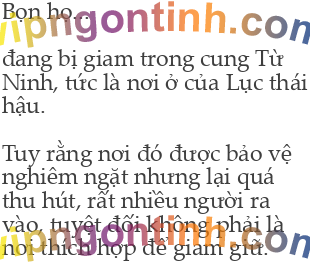 Bọn họ...
vipngontinh.com
đang bị giam trong cung Từ
Ninh, tức là nơi ở của Lục thái
hậu.
Tuy rằng nơi đó được bảo vệ
nghiêm ngặt nhưng lại quá
thu hút, rất nhiều người ra
vào, tuyệt đối không phải là
vipngontinh.com
nơi thích hợp để giam giữ.